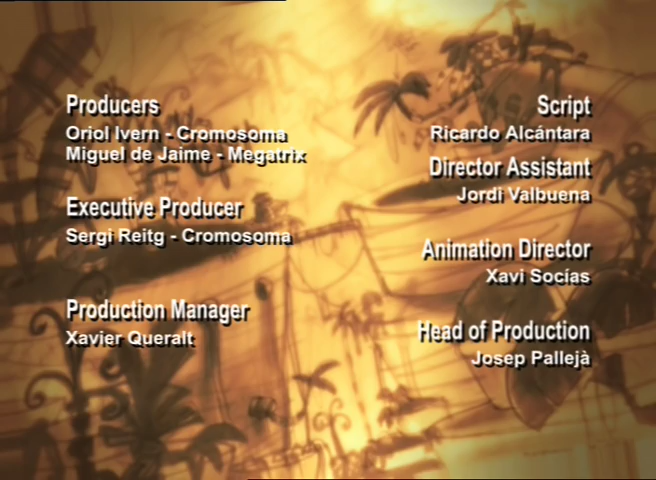 Producers
Oriol Ivern - Cromosoma
Miguel de Jaime - Megatrix
Executive Producer
Sergi Reitg - Cromosoma
Production Manager
Xavier Queralt
Script
Ricardo Alcántara
Director Assistant
Jordi Valbuena
Animation Director
Xavi Socías
Head of Production
Josep Pallejà